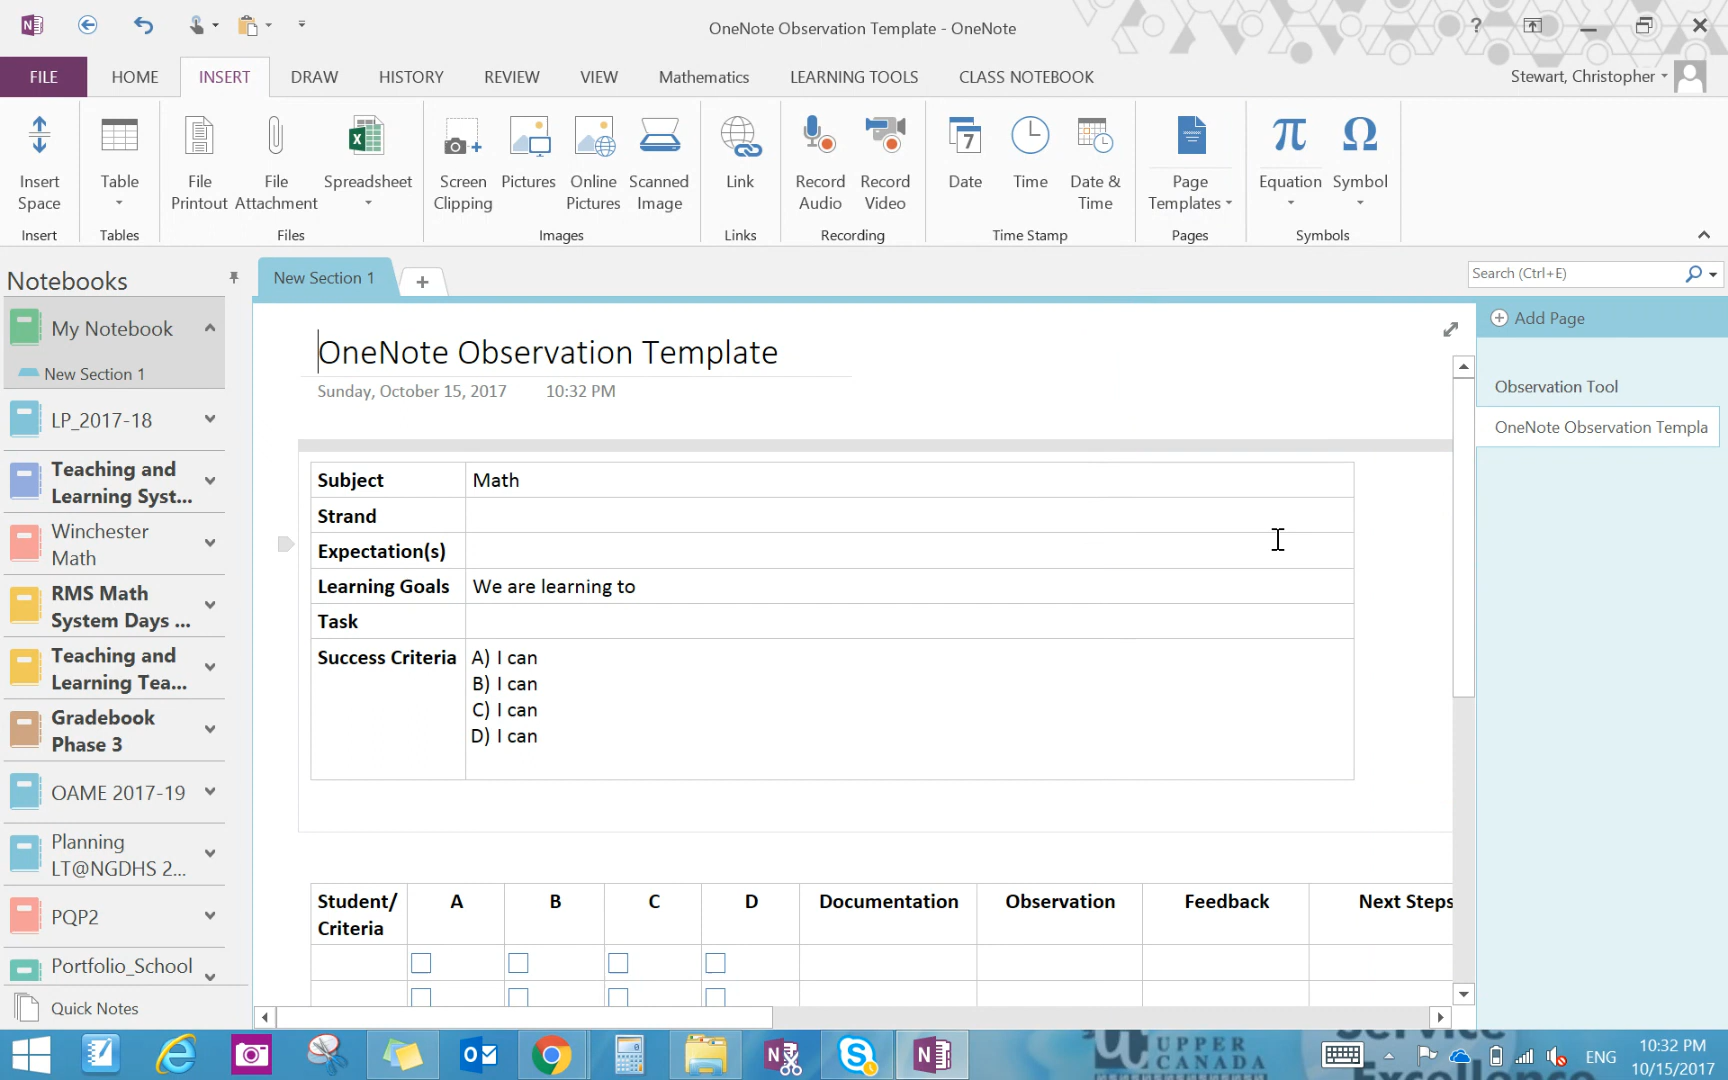 OneNote Observation Template - OneNote
FILE
HOME
INSERT
DRAW
HISTORY
REVIEW
VIEW
Mathematics
LEARNING TOOLS
CLASS NOTEBOOK
Stewart, Christopher
Insert Space
Table
File Printout
File Attachment
Spreadsheet
Screen Clipping
Pictures
Online Pictures
Scanned Image
Link
Record Audio
Record Video
Date
Time
Date & Time
Page Templates
Equation
Symbol
Insert
Tables
Files
Images
Links
Recording
Time Stamp
Pages
Symbols
Notebooks
New Section 1
Search (Ctrl+E)
My Notebook
New Section 1
LP_2017-18
Teaching and
Learning Syst...
Winchester
Math
RMS Math
System Days ...
Teaching and
Learning Tea...
Gradebook
Phase 3
OAME 2017-19
Planning
LT@NGDHS 2...
PQP2
Portfolio_School
Quick Notes
OneNote Observation Template
Sunday, October 15, 2017 10:32 PM
Subject Math
Strand
Expectation(s)
Learning Goals We are learning to
Task
Success Criteria A) I can
B) I can
C) I can
D) I can
Student/ Criteria A B C D Documentation Observation Feedback Next Steps
Add Page
Observation Tool
OneNote Observation Templa
UPPER
CANADA
ENG
10:32 PM
10/15/2017